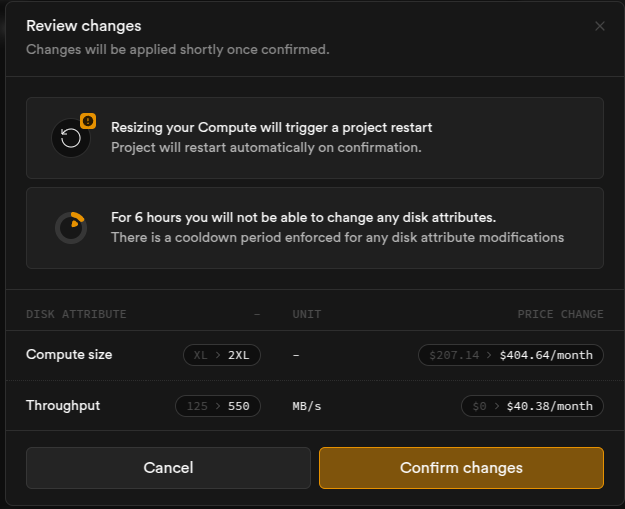 Review changes
Changes will be applied shortly once confirmed.
Resizing your Compute will trigger a project restart
Project will restart automatically on confirmation.
For 6 hours you will not be able to change any disk attributes.
There is a cooldown period enforced for any disk attribute modifications
DISK ATTRIBUTE – UNIT PRICE CHANGE
Compute size XL > 2XL – $207.14 > $404.64/month
Throughput 125 > 550 MB/s $0 > $40.38/month
Cancel Confirm changes